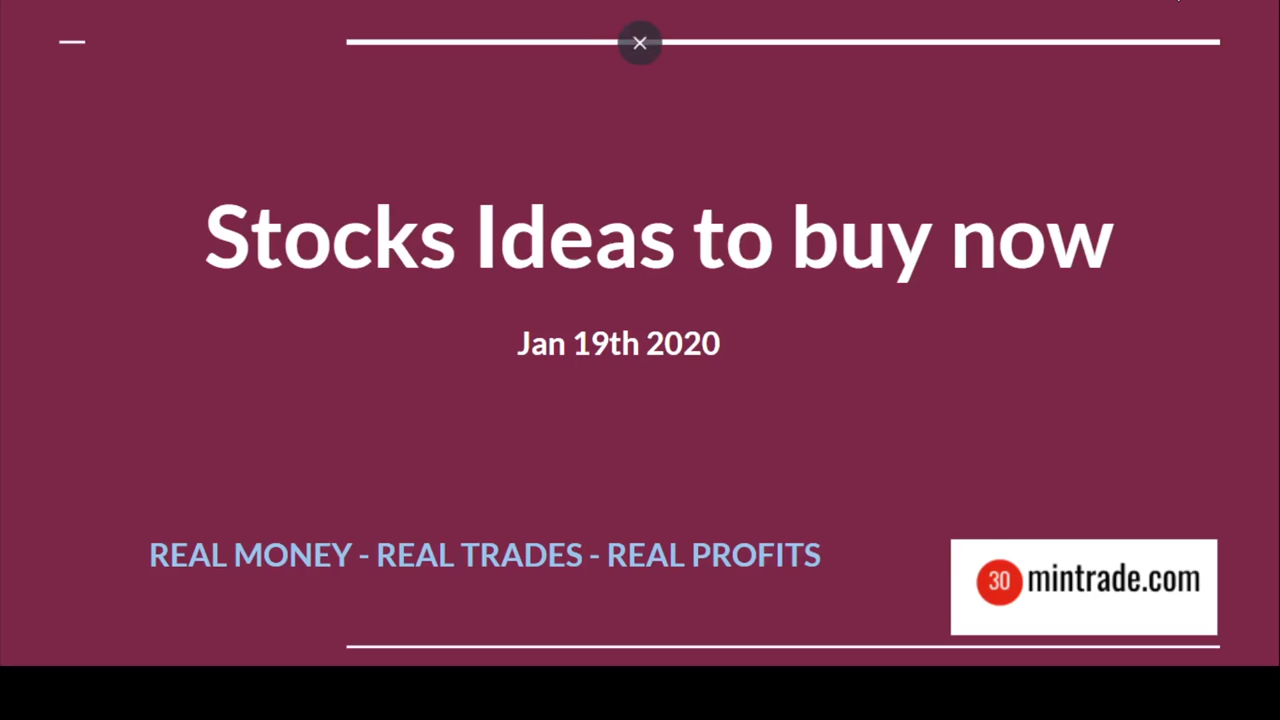 Stocks Ideas to buy now
Jan 19th 2020
REAL MONEY - REAL TRADES - REAL PROFITS
30 mintrade.com